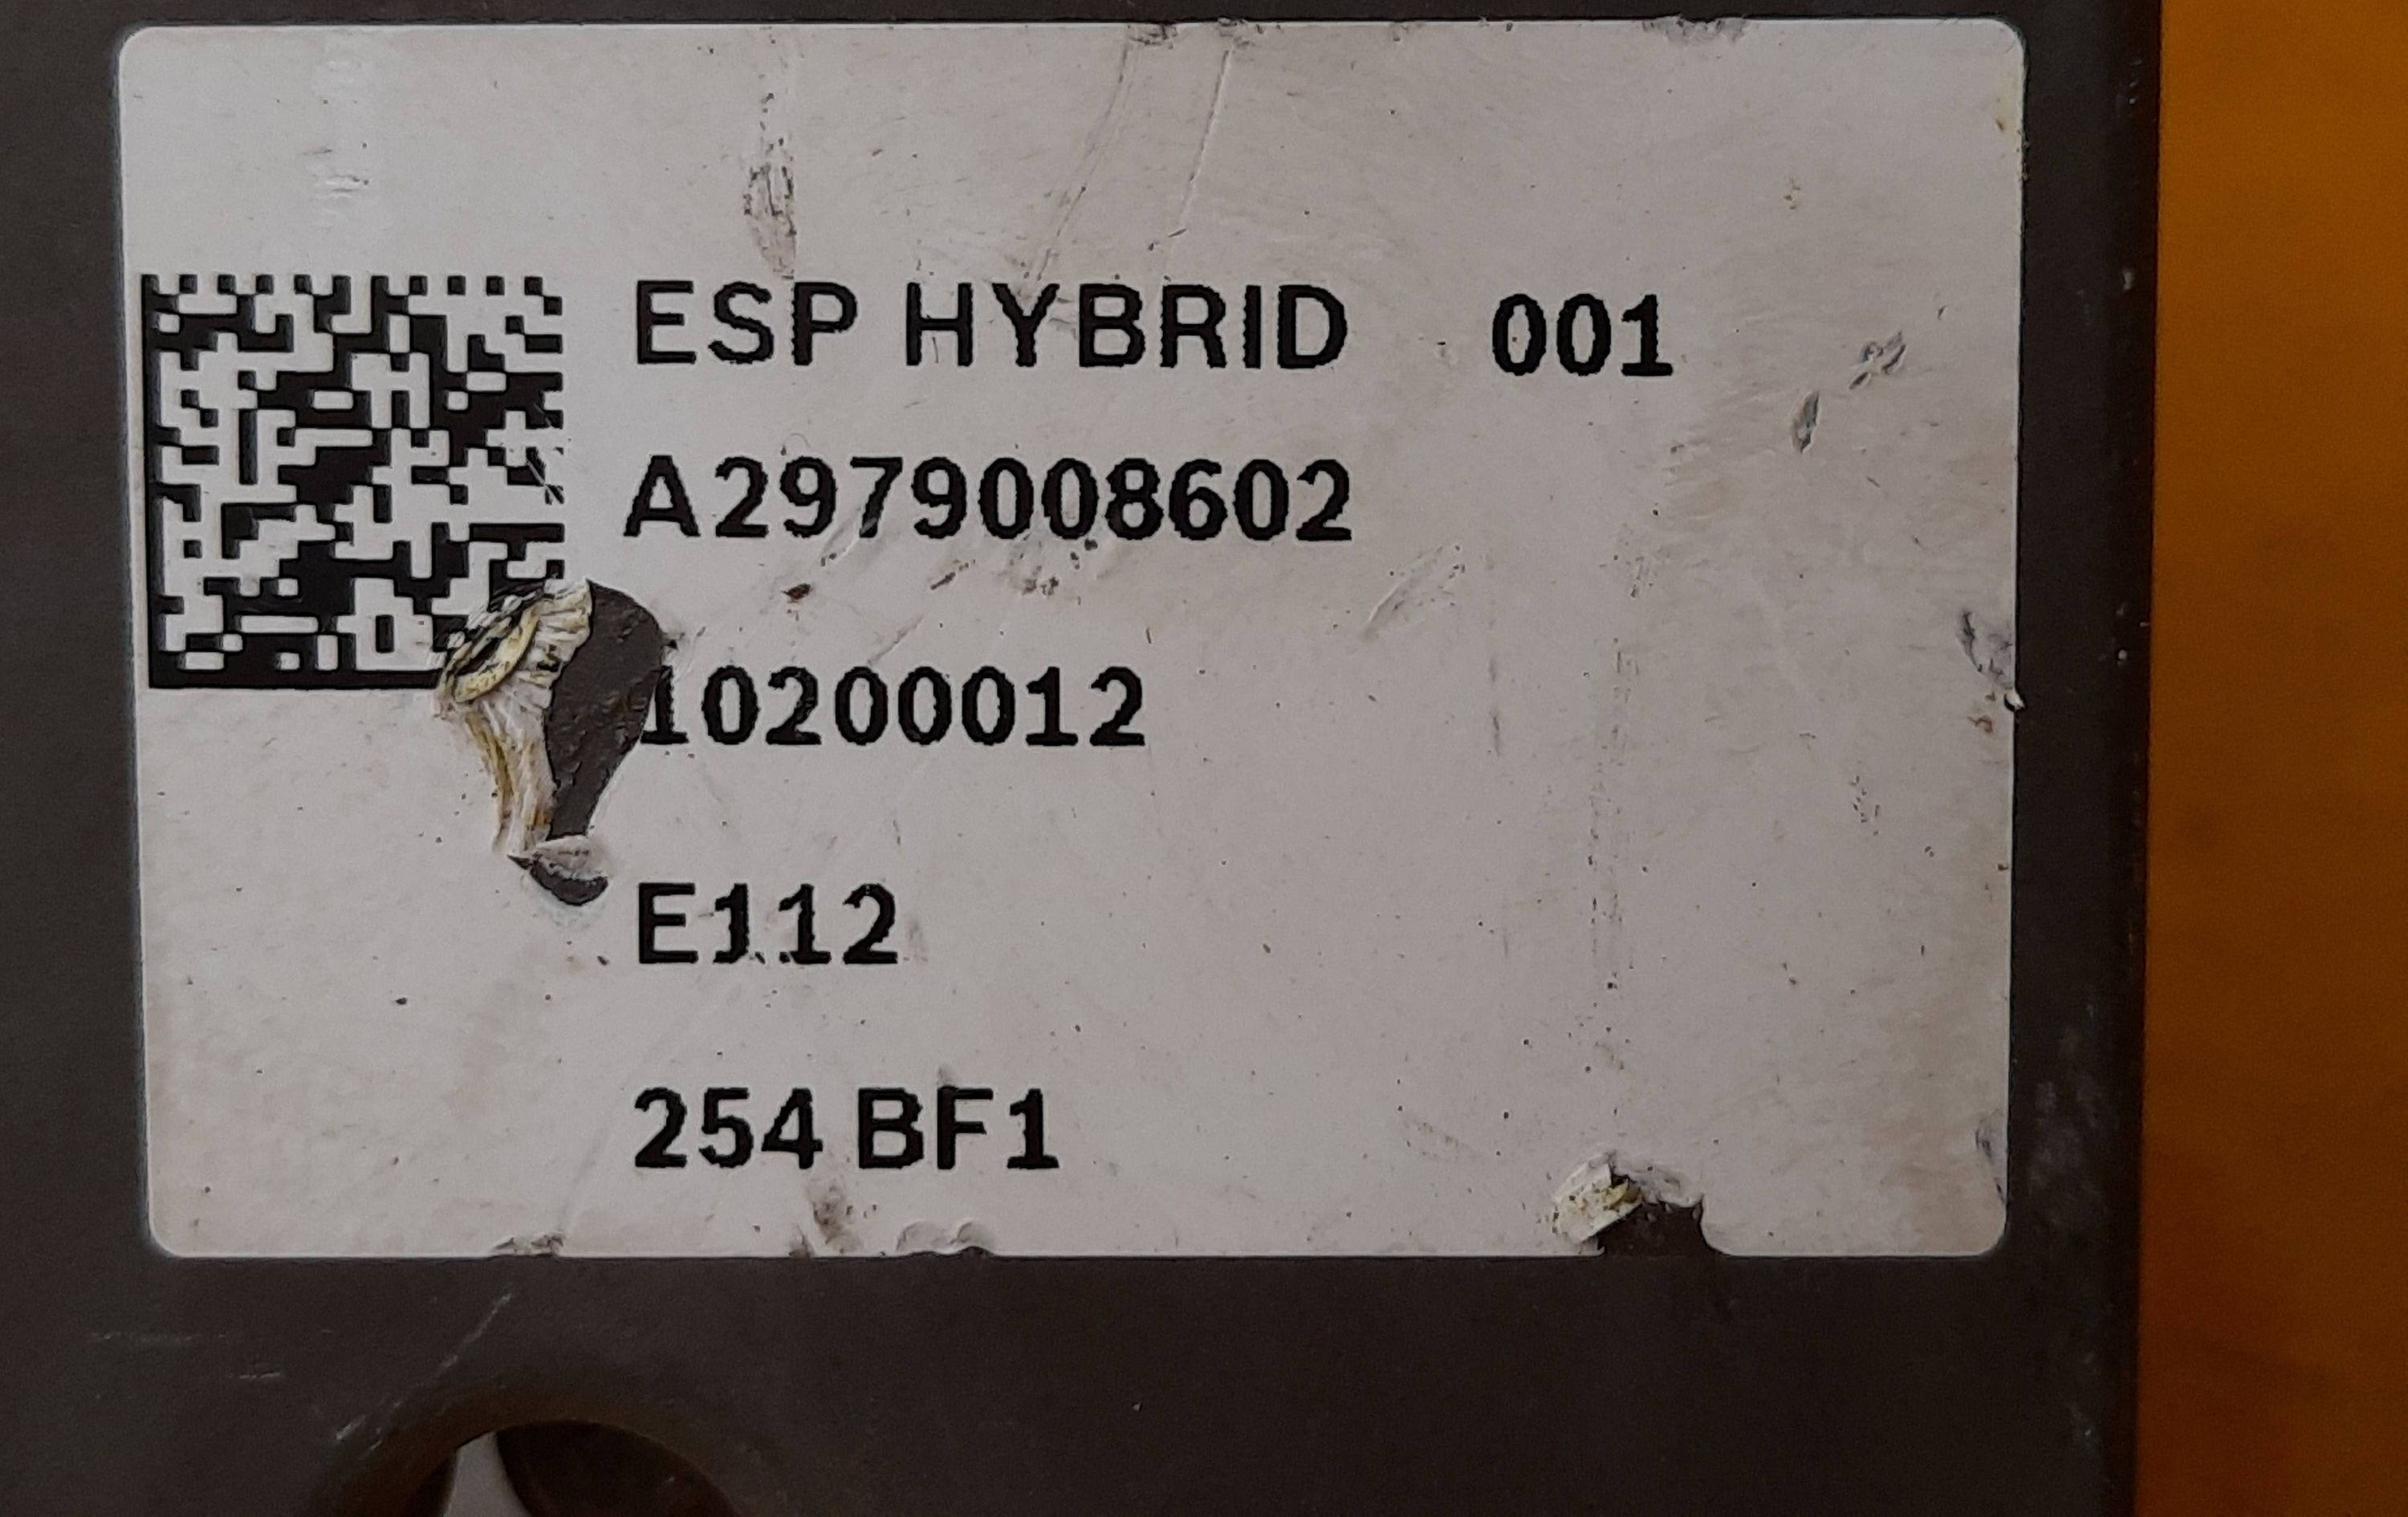 ESP HYBRID 001
A2979008602
10200012
E112
254 BF1